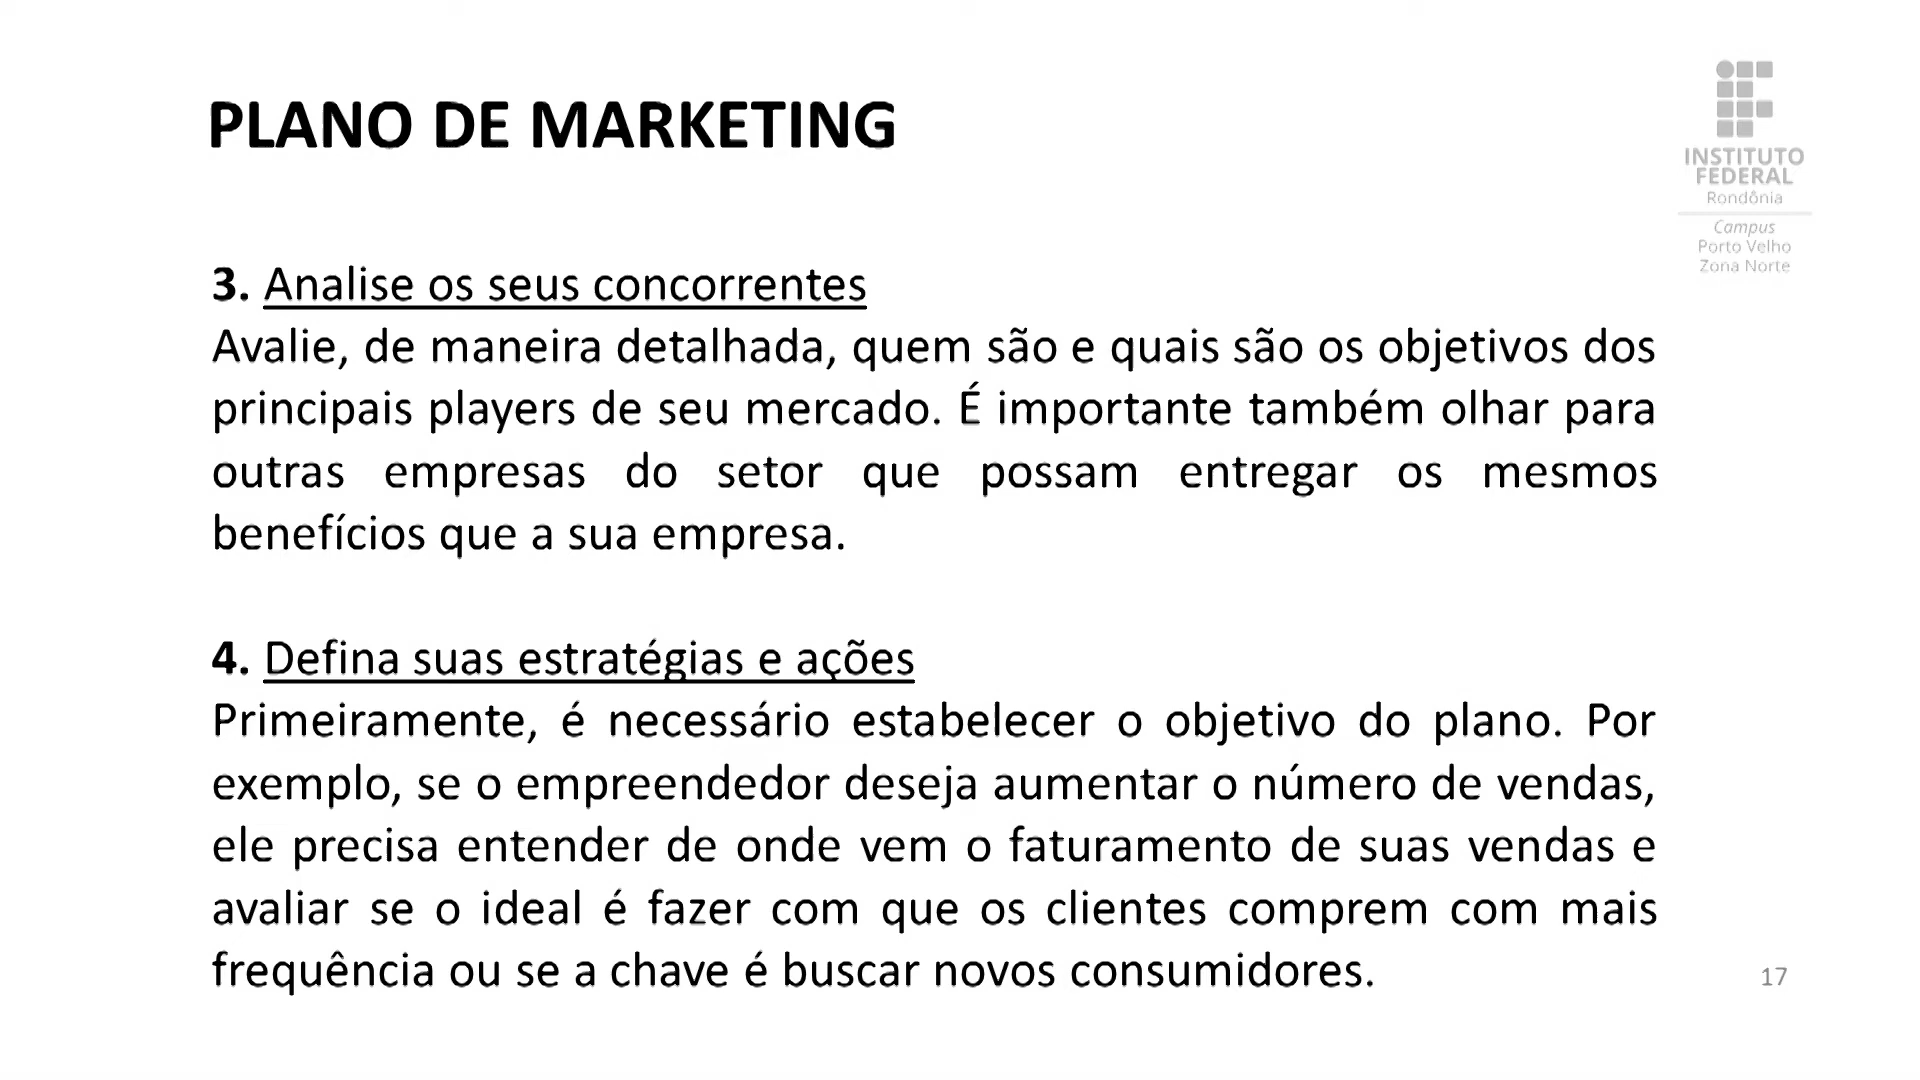 PLANO DE MARKETING
INSTITUTO
FEDERAL
Rondônia
Campus
Porto Velho
Zona Norte
3. Analise os seus concorrentes
Avalie, de maneira detalhada, quem são e quais são os objetivos dos
principais players de seu mercado. É importante também olhar para
outras empresas do setor que possam entregar os mesmos
benefícios que a sua empresa.
4. Defina suas estratégias e ações
Primeiramente, é necessário estabelecer o objetivo do plano. Por
exemplo, se o empreendedor deseja aumentar o número de vendas,
ele precisa entender de onde vem o faturamento de suas vendas e
avaliar se o ideal é fazer com que os clientes comprem com mais
frequência ou se a chave é buscar novos consumidores.
17